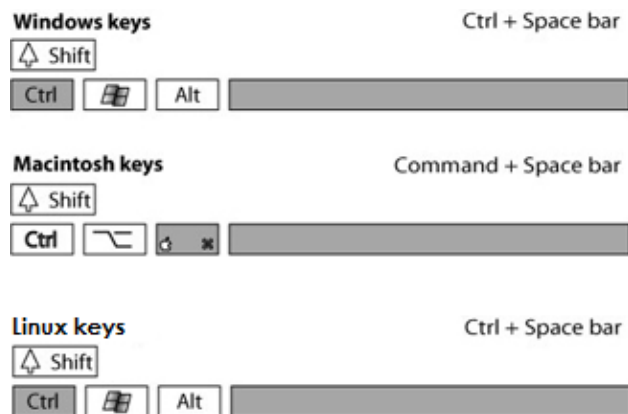 Windows keys Ctrl + Space bar
Shift
Ctrl Alt
Macintosh keys Command + Space bar
Shift
Ctrl
Linux keys Ctrl + Space bar
Shift
Ctrl Alt